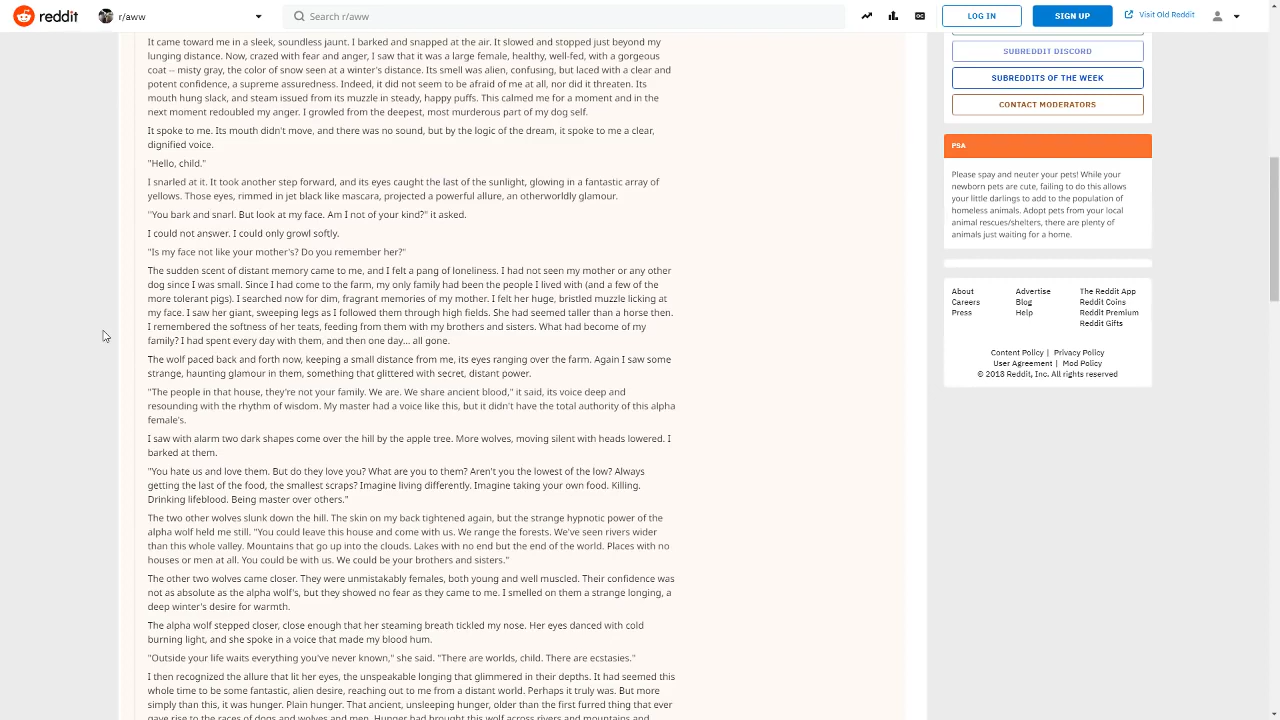 reddit
r/aww
Search r/aww
LOG IN
SIGN UP
Visit Old Reddit
It came toward me in a sleek, soundless jaunt. I barked and snapped at the air. It slowed and stopped just beyond my
lunging distance. Now, crazed with fear and anger, I saw that it was a large female, healthy, well-fed, with a gorgeous
coat -- misty gray, the color of snow seen at a winter's distance. Its smell was alien, confusing, but laced with a clear and
potent confidence, a supreme assuredness. Indeed, it did not seem to be afraid of me at all, nor did it threaten. Its
mouth hung slack, and steam issued from its muzzle in steady, happy puffs. This calmed me for a moment and in the
next moment redoubled my anger. I growled from the deepest, most murderous part of my dog self.
It spoke to me. Its mouth didn't move, and there was no sound, but by the logic of the dream, it spoke to me a clear,
dignified voice.
"Hello, child."
I snarled at it. It took another step forward, and its eyes caught the last of the sunlight, glowing in a fantastic array of
yellows. Those eyes, rimmed in jet black like mascara, projected a powerful allure, an otherworldly glamour.
"You bark and snarl. But look at my face. Am I not of your kind?" it asked.
I could not answer. I could only growl softly.
"Is my face not like your mother's? Do you remember her?"
The sudden scent of distant memory came to me, and I felt a pang of loneliness. I had not seen my mother or any other
dog since I was small. Since I had come to the farm, my only family had been the people I lived with (and a few of the
more tolerant pigs). I searched now for dim, fragrant memories of my mother. I felt her huge, bristled muzzle licking at
my face. I saw her giant, sweeping legs as I followed them through high fields. She had seemed taller than a horse then.
I remembered the softness of her teats, feeding from them with my brothers and sisters. What had become of my
family? I had spent every day with them, and then one day... all gone.
The wolf paced back and forth now, keeping a small distance from me, its eyes ranging over the farm. Again I saw some
strange, haunting glamour in them, something that glittered with secret, distant power.
"The people in that house, they're not your family. We are. We share ancient blood," it said, its voice deep and
resounding with the rhythm of wisdom. My master had a voice like this, but it didn't have the total authority of this alpha
female's.
I saw with alarm two dark shapes come over the hill by the apple tree. More wolves, moving silent with heads lowered. I
barked at them.
"You hate us and love them. But do they love you? What are you to them? Aren't you the lowest of the low? Always
getting the last of the food, the smallest scraps? Imagine living differently. Imagine taking your own food. Killing.
Drinking lifeblood. Being master over others."
The two other wolves slunk down the hill. The skin on my back tightened again, but the strange hypnotic power of the
alpha wolf held me still. "You could leave this house and come with us. We range the forests. We've seen rivers wider
than this whole valley. Mountains that go up into the clouds. Lakes with no end but the end of the world. Places with no
houses or men at all. You could be with us. We could be your brothers and sisters."
The other two wolves came closer. They were unmistakably females, both young and well muscled. Their confidence was
not as absolute as the alpha wolf's, but they showed no fear as they came to me. I smelled on them a strange longing, a
deep winter's desire for warmth.
The alpha wolf stepped closer, close enough that her steaming breath tickled my nose. Her eyes danced with cold
burning light, and she spoke in a voice that made my blood hum.
"Outside your life waits everything you've never known," she said. "There are worlds, child. There are ecstasies."
I then recognized the allure that lit her eyes, the unspeakable longing that glimmered in their depths. It had seemed this
whole time to be some fantastic, alien desire, reaching out to me from a distant world. Perhaps it truly was. But more
simply than this, it was hunger. Plain hunger. That ancient, unsleeping hunger, older than the first furred thing that ever
gave rise to the races of dogs and wolves and men. Hunger had brought this wolf across rivers and mountains and
SUBREDDIT DISCORD
SUBREDDITS OF THE WEEK
CONTACT MODERATORS
PSA
Please spay and neuter your pets! While your
newborn pets are cute, failing to do this allows
your little darlings to add to the population of
homeless animals. Adopt pets from your local
animal rescues/shelters, there are plenty of
animals just waiting for a home.
About Advertise The Reddit App
Careers Blog Reddit Coins
Press Help Reddit Premium
Reddit Gifts
Content Policy | Privacy Policy
User Agreement | Mod Policy
© 2018 Reddit, Inc. All rights reserved